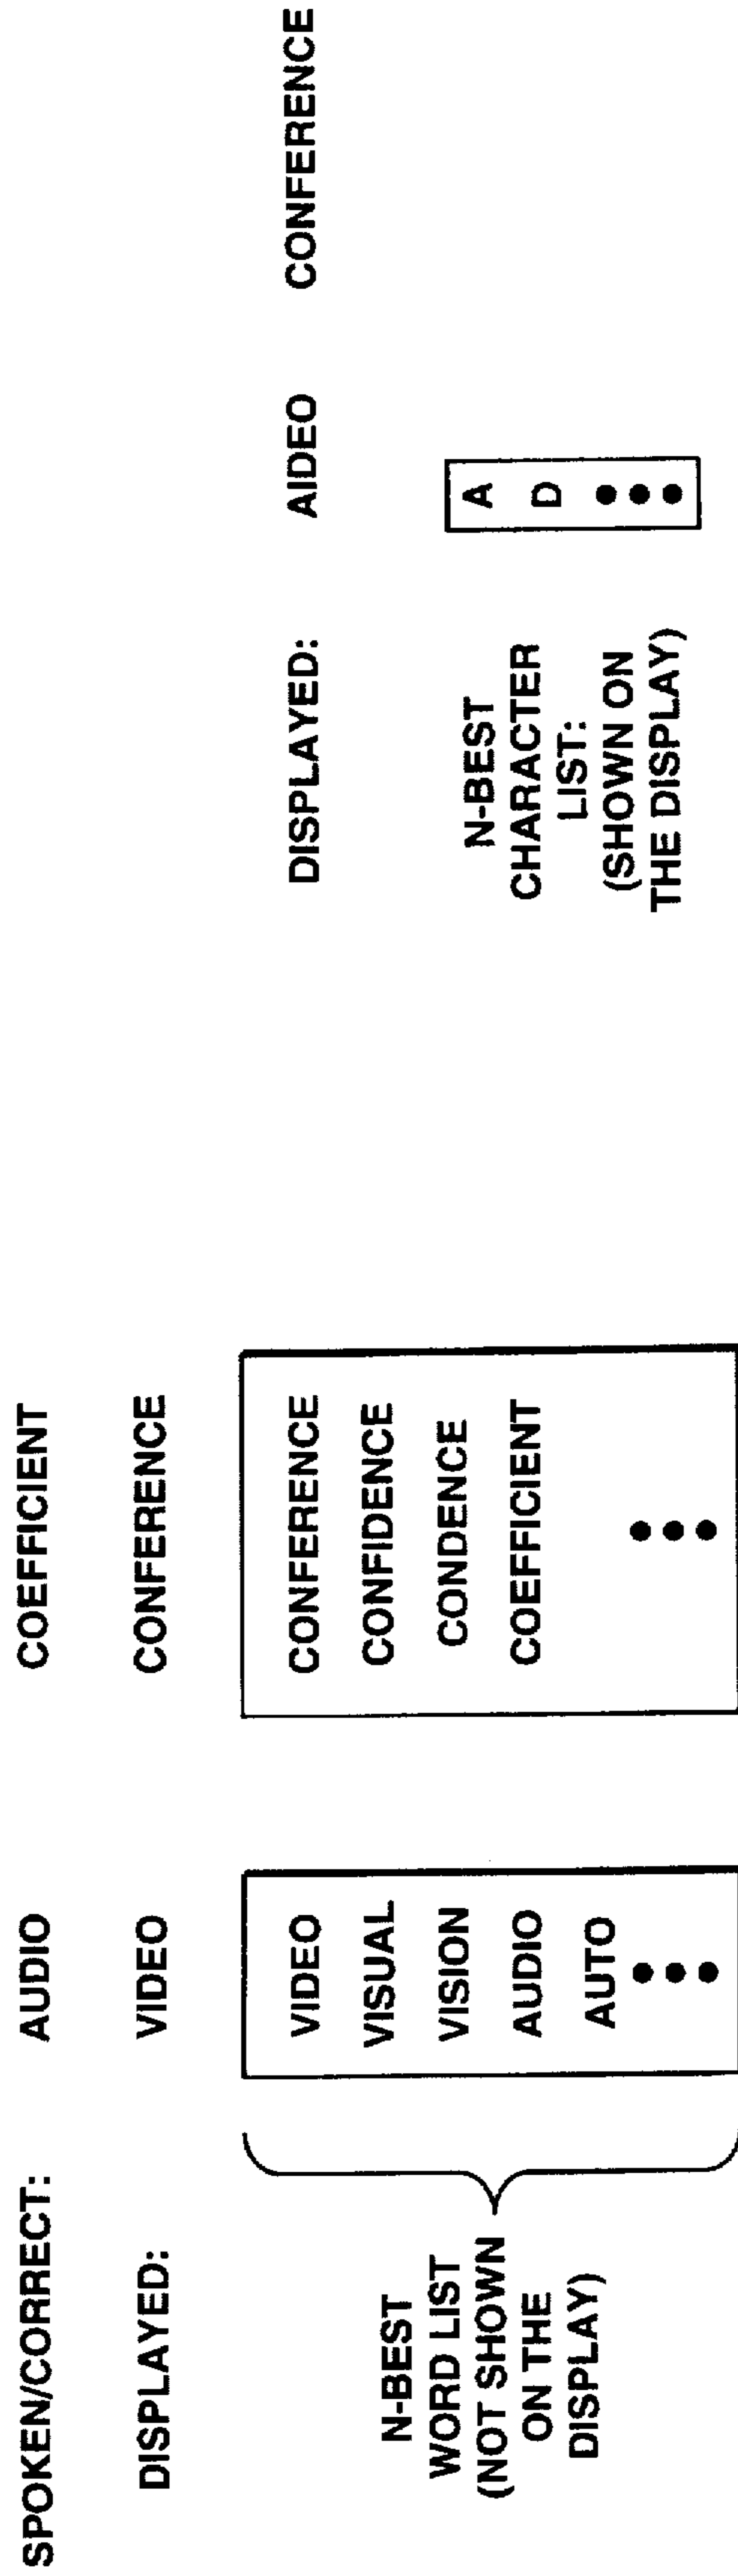 SPOKEN/CORRECT: AUDIO COEFFICIENT
DISPLAYED: VIDEO CONFERENCE
N-BEST
WORD LIST
(NOT SHOWN
ON THE
DISPLAY)
VIDEO
VISUAL
VISION
AUDIO
AUTO
CONFERENCE
CONFIDENCE
CONDENCE
COEFFICIENT
DISPLAYED: AIDEO CONFERENCE
N-BEST
CHARACTER
LIST:
(SHOWN ON
THE DISPLAY)
A
D